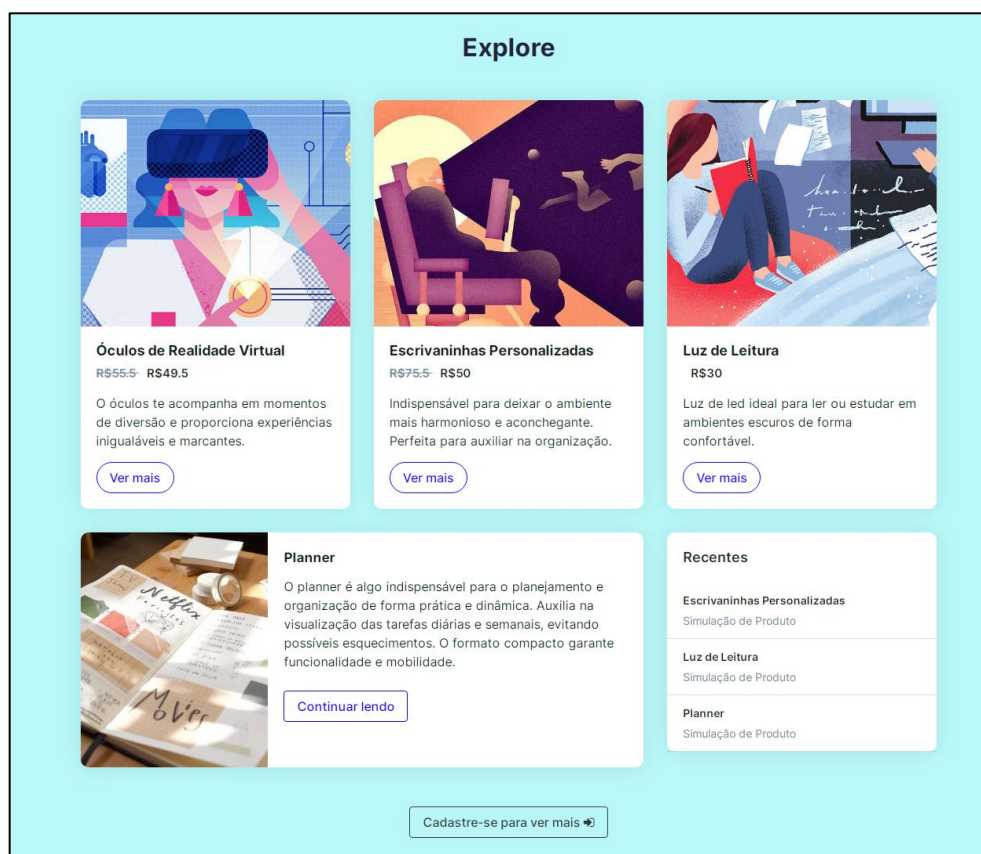 Explore
Óculos de Realidade Virtual
R$55.5 R$49.5
O óculos te acompanha em momentos
de diversão e proporciona experiências
inigualáveis e marcantes.
Ver mais
Escrivaninhas Personalizadas
R$75.5 R$50
Indispensável para deixar o ambiente
mais harmonioso e aconchegante.
Perfeita para auxiliar na organização.
Ver mais
Luz de Leitura
R$30
Luz de led ideal para ler ou estudar em
ambientes escuros de forma
confortável.
Ver mais
Netflix
Favorites
Movies
Planner
O planner é algo indispensável para o planejamento e
organização de forma prática e dinâmica. Auxilia na
visualização das tarefas diárias e semanais, evitando
possíveis esquecimentos. O formato compacto garante
funcionalidade e mobilidade.
Continuar lendo
Recentes
Escrivaninhas Personalizadas
Simulação de Produto
Luz de Leitura
Simulação de Produto
Planner
Simulação de Produto
Cadastre-se para ver mais